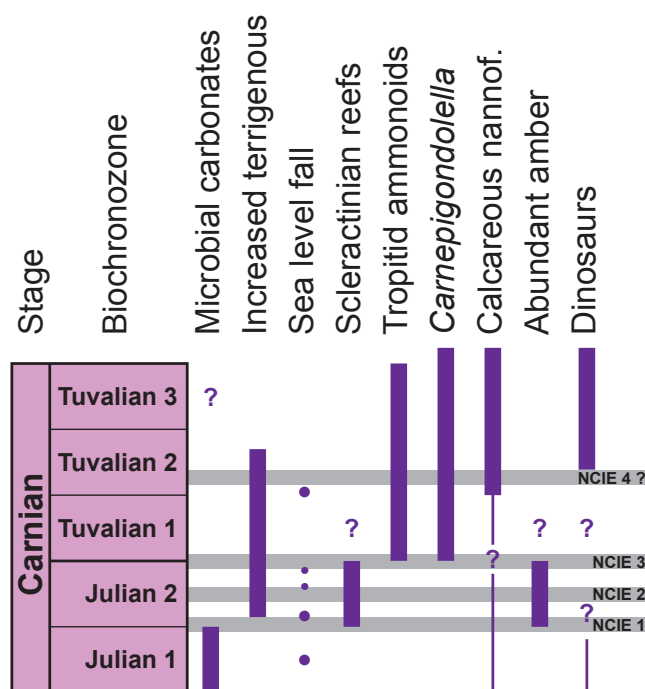 Stage
Biochronozone
Microbial carbonates
Increased terrigenous
Sea level fall
Scleractinian reefs
Tropitid ammonoids
Carnepigondolella
Calcareous nannof.
Abundant amber
Dinosaurs
Carnian
Tuvalian 3
?
Tuvalian 2
NCIE 4 ?
Tuvalian 1
? ? ?
?
NCIE 3
Julian 2
NCIE 2
?
NCIE 1
Julian 1